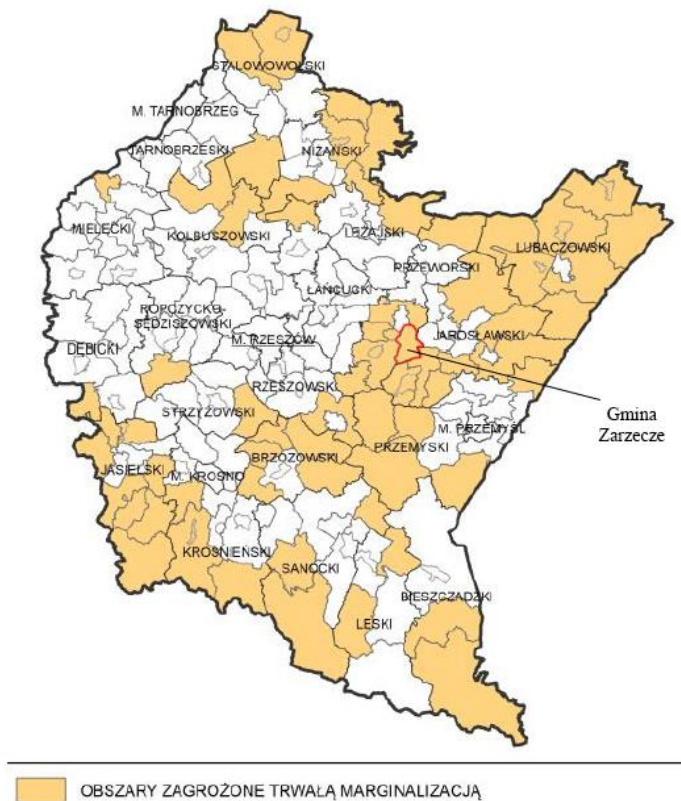 STALOWOWOLSKI
M. TARNOBRZEG
TARNOBRZESKI
NIŻAŃSKI
MIELECKI
KOLBUSZOWSKI
LEŻAJSKI
LUBACZOWSKI
PRZEWORSKI
ŁAŃCUCKI
ROPCZYCKO-
SĘDZISZOWSKI
M. RZESZÓW
JAROSŁAWSKI
DĘBICKI
RZESZOWSKI
STRZYŻOWSKI
Gmina
Zarzecze
M. PRZEMYŚL
PRZEMYSKI
BRZOZOWSKI
JASIELSKI
M. KROSNO
KROŚNIEŃSKI
SANOCKI
BIESZCZADZKI
LESKI
OBSZARY ZAGROŻONE TRWAŁĄ MARGINALIZACJĄ